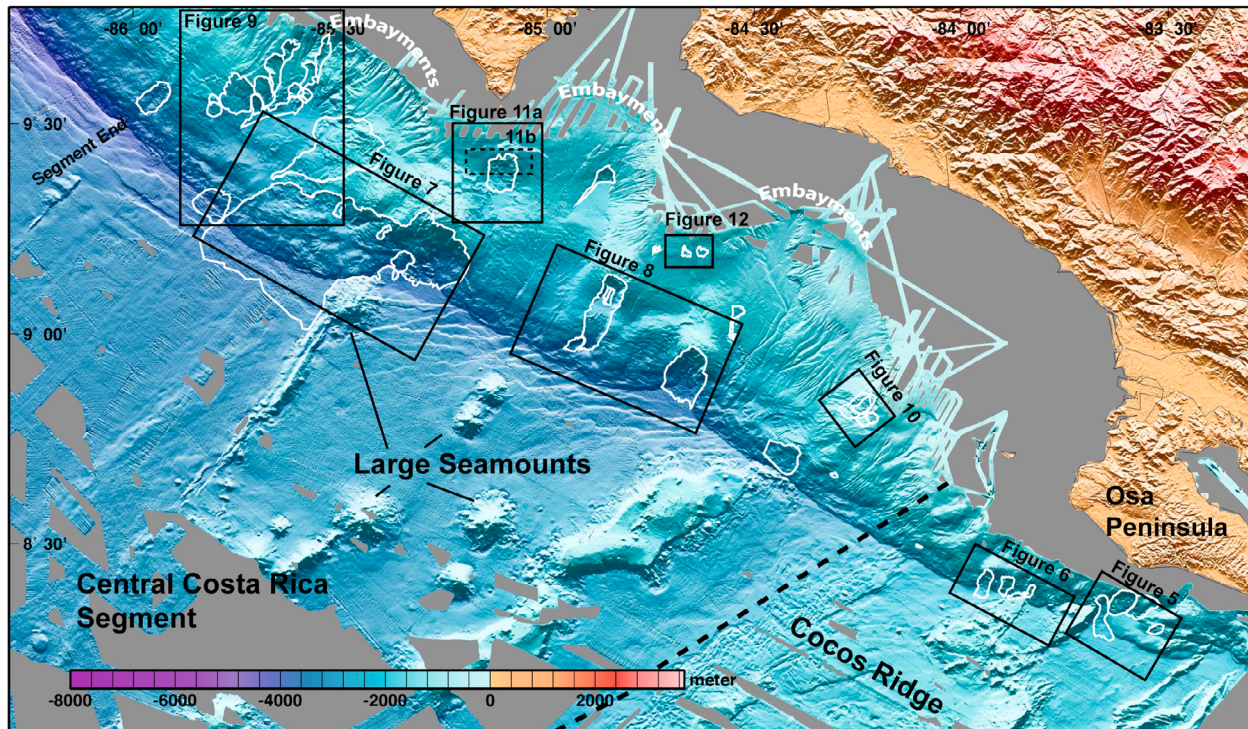 -86 00' Figure 9 -85 30' -85 00' -84 30' -84 00' -83 30'
Embayments
Figure 11a
Embayments
9 30'
11b
Segment End
Figure 7
Embayments
Figure 12
Figure 8
9 00'
Figure 10
Large Seamounts
Osa
Peninsula
8 30'
Figure 6
Figure 5
Central Costa Rica
Segment
Cocos Ridge
meter
-8000 -6000 -4000 -2000 0 2000